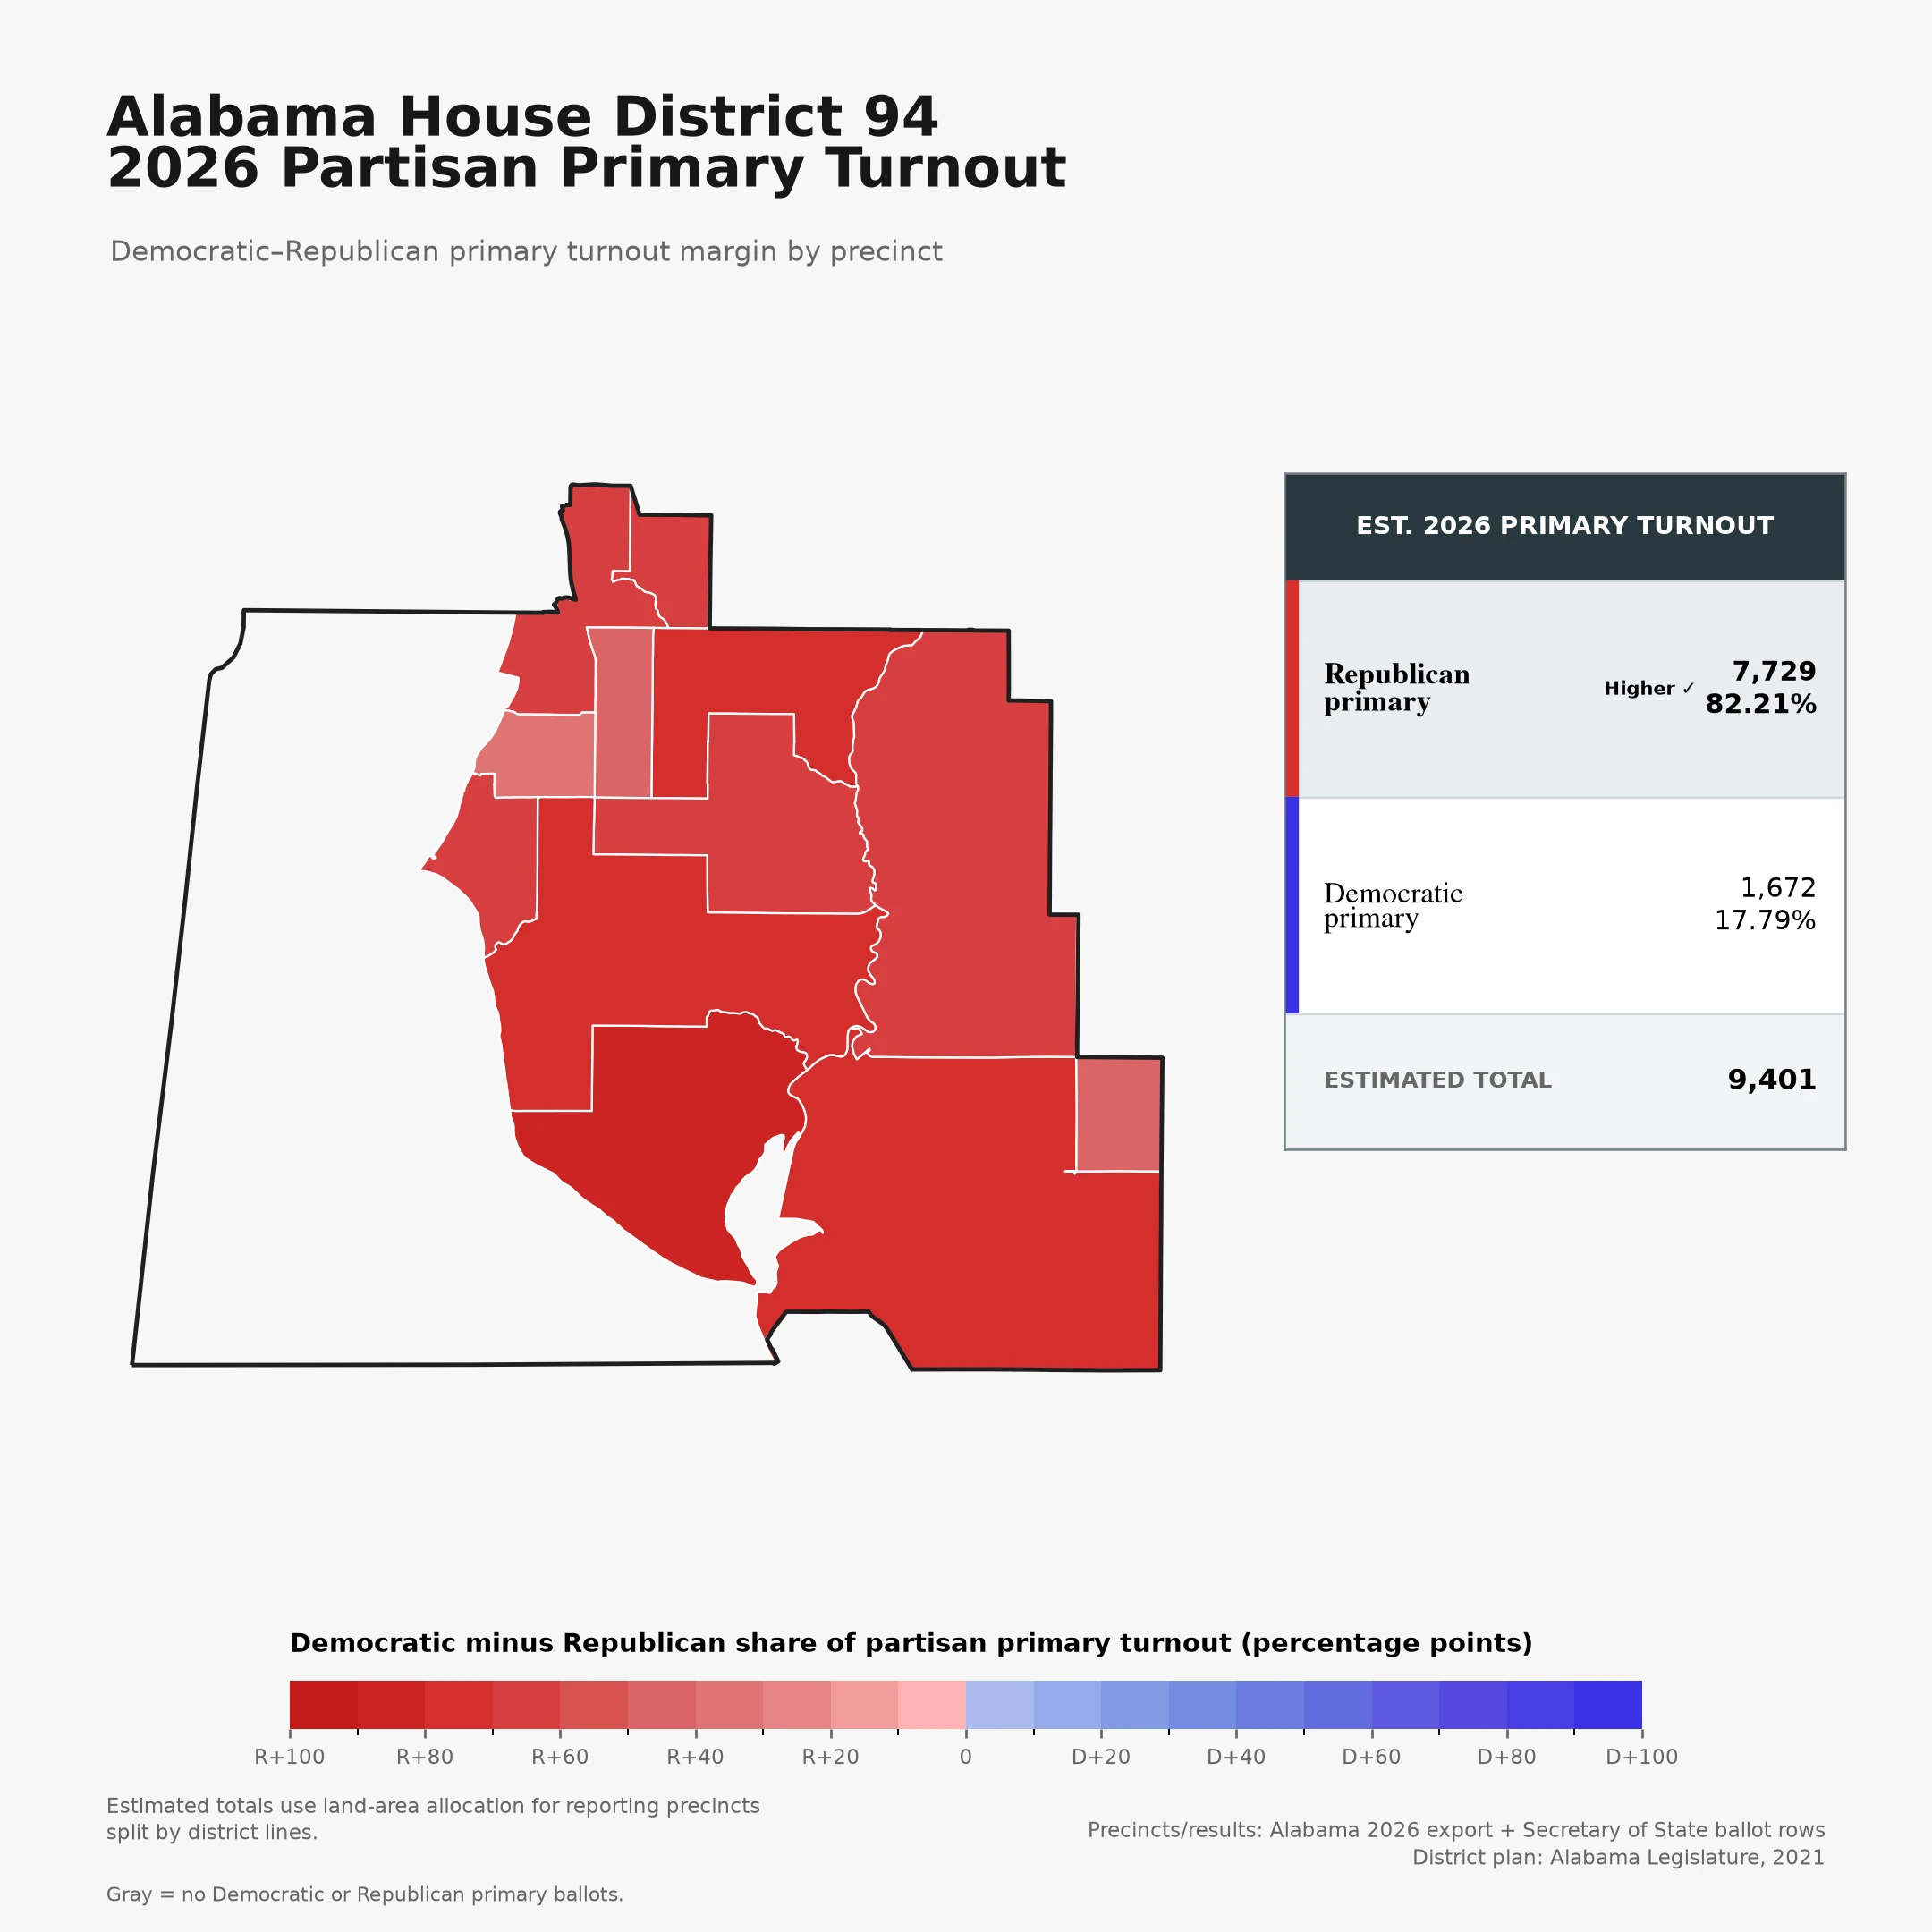 Alabama House District 94
2026 Partisan Primary Turnout
Democratic–Republican primary turnout margin by precinct
EST. 2026 PRIMARY TURNOUT
Republican
primary
Higher ✓
7,729
82.21%
Democratic
primary
1,672
17.79%
ESTIMATED TOTAL
9,401
Democratic minus Republican share of partisan primary turnout (percentage points)
R+100 R+80 R+60 R+40 R+20 0 D+20 D+40 D+60 D+80 D+100
Estimated totals use land-area allocation for reporting precincts
split by district lines.
Gray = no Democratic or Republican primary ballots.
Precincts/results: Alabama 2026 export + Secretary of State ballot rows
District plan: Alabama Legislature, 2021